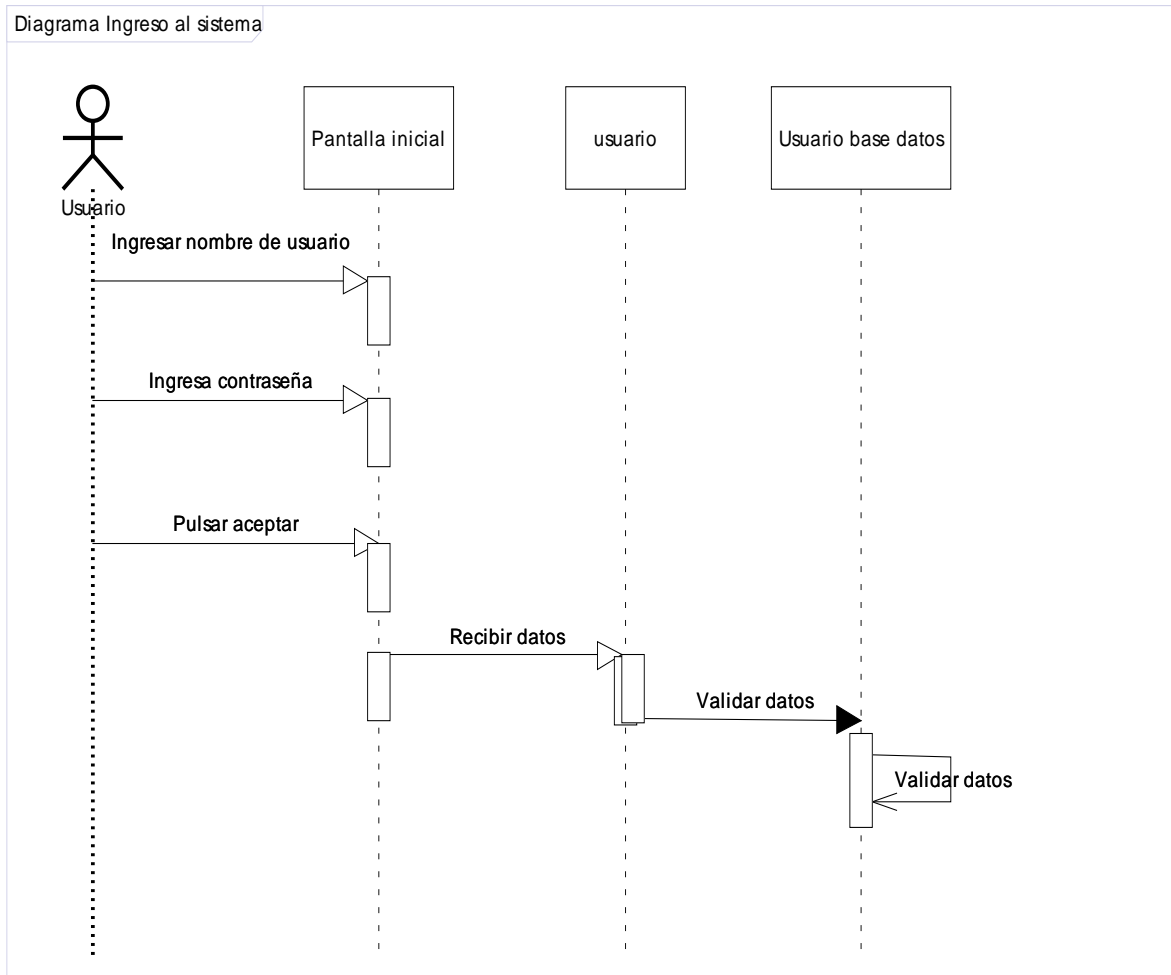 Diagrama Ingreso al sistema
Pantalla inicial
usuario
Usuario base datos
Usuario
Ingresar nombre de usuario
Ingresa contraseña
Pulsar aceptar
Recibir datos
Validar datos
Validar datos